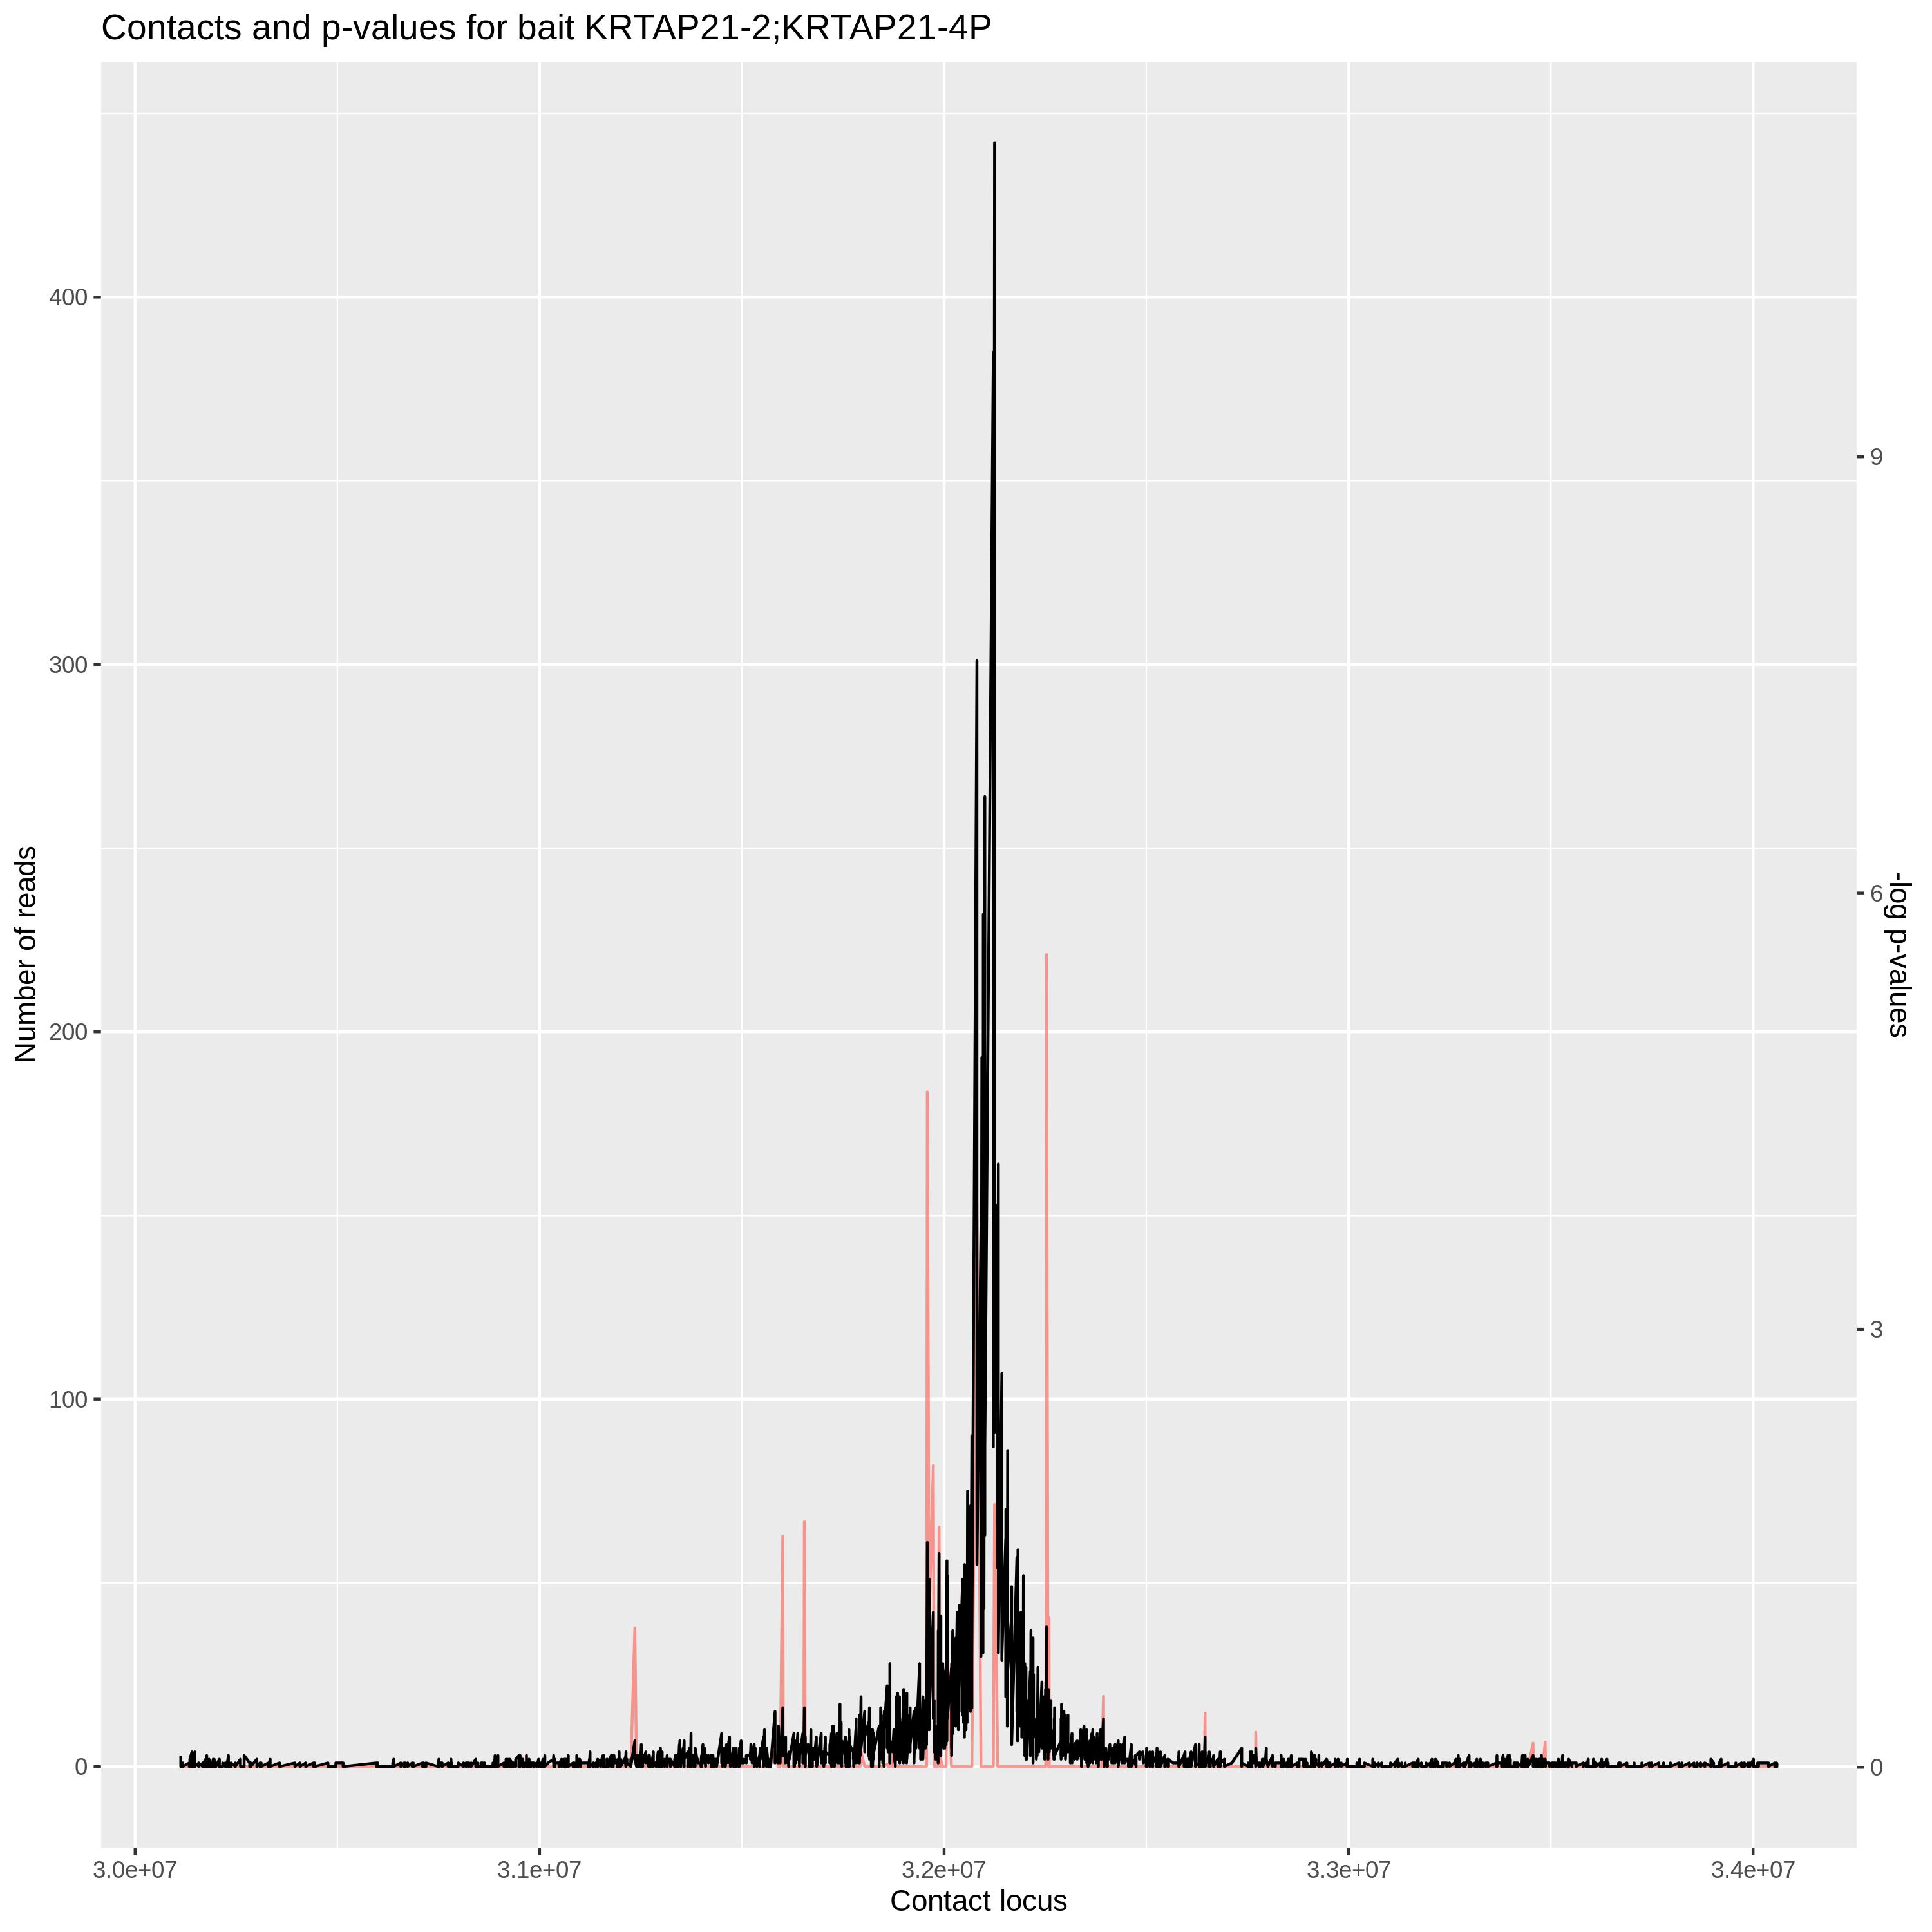 Contacts and p-values for bait KRTAP21-2;KRTAP21-4P
Number of reads
400
300
200
100
0
9
6
3
0
-log p-values
3.0e+07 3.1e+07 3.2e+07 3.3e+07 3.4e+07
Contact locus